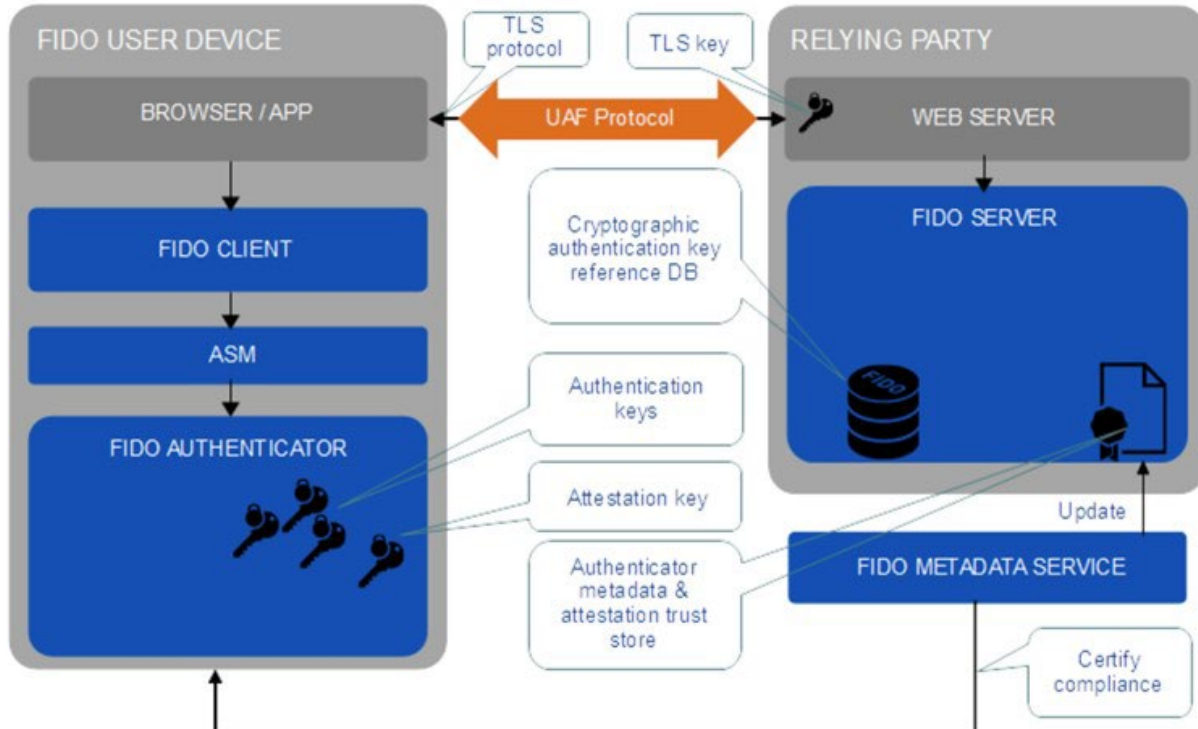 FIDO USER DEVICE
BROWSER / APP
FIDO CLIENT
ASM
FIDO AUTHENTICATOR
TLS
protocol
TLS key
UAF Protocol
Cryptographic
authentication key
reference DB
Authentication
keys
Attestation key
Authenticator
metadata &
attestation trust
store
RELYING PARTY
WEB SERVER
FIDO SERVER
FIDO
Update
FIDO METADATA SERVICE
Certify
compliance